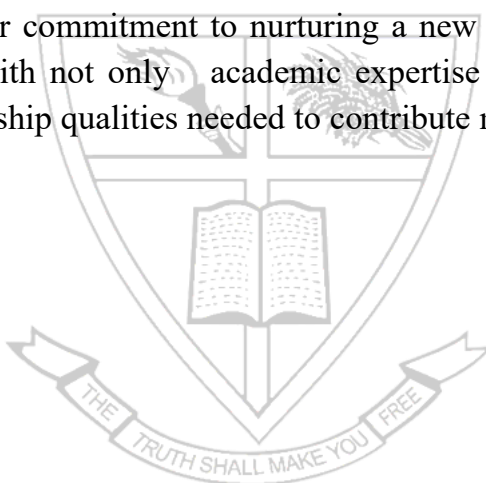 r commitment to nurturing a new
ith not only academic expertise
ship qualities needed to contribute
THE TRUTH SHALL MAKE YOU FREE